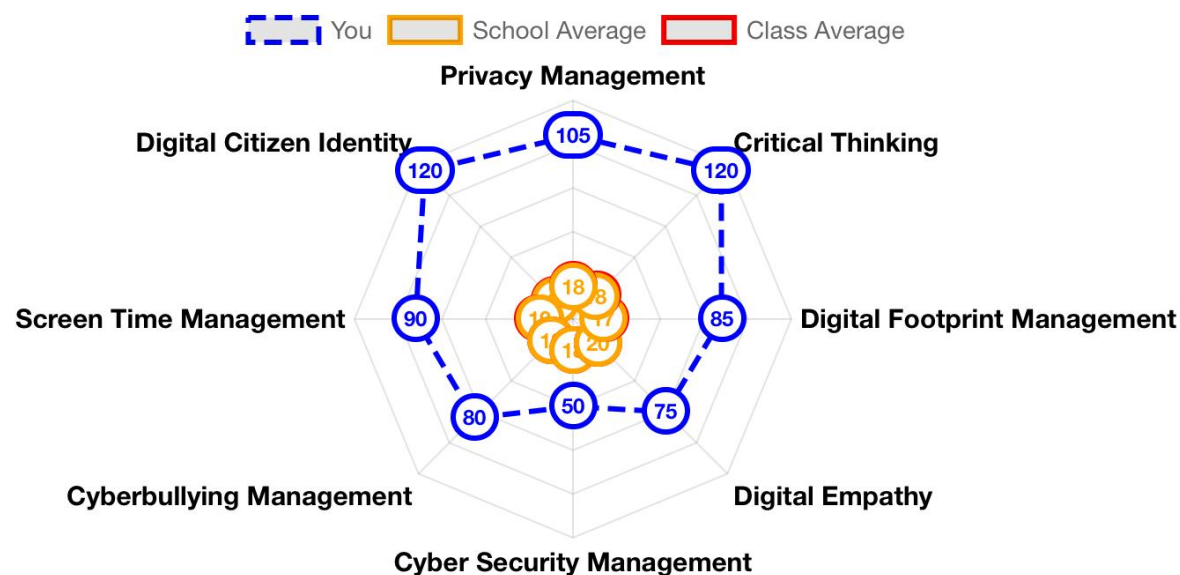 You School Average Class Average
Privacy Management
105
Digital Citizen Identity Critical Thinking
120 120
18
Screen Time Management 90 17 85 Digital Footprint Management
20
80 50 75
Cyberbullying Management Digital Empathy
Cyber Security Management